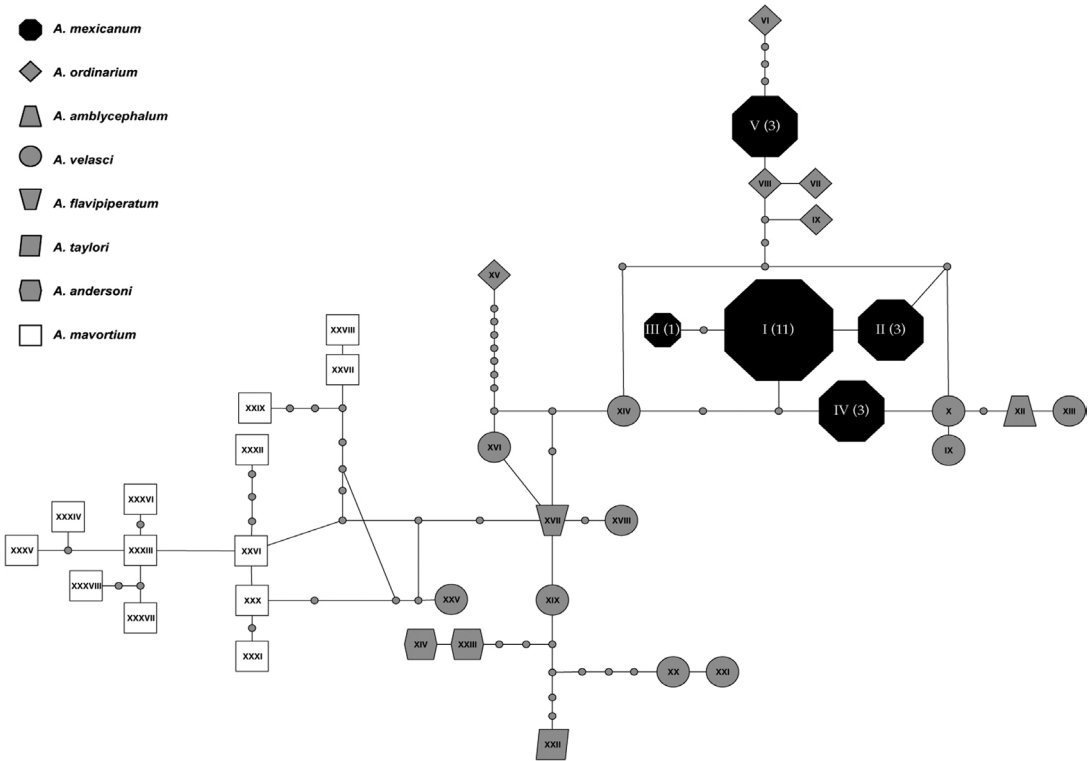 A. mexicanum
A. ordinarium
A. amblycephalum
A. velasci
A. flavipiperatum
A. taylori
A. andersoni
A. mavortium
VI
V (3)
VIII
VII
IX
XV
III (1)
I (11)
II (3)
XXVIII
XXVII
XXIX
XIV
IV (3)
X
XII
XIII
XVI
IX
XXXII
XXXVI
XXXIV
XVII
XVIII
XXXV
XXXIII
XXVI
XXXVIII
XXX
XXV
XIX
XXXVII
XXXI
XIV
XXIII
XX
XXI
XXII